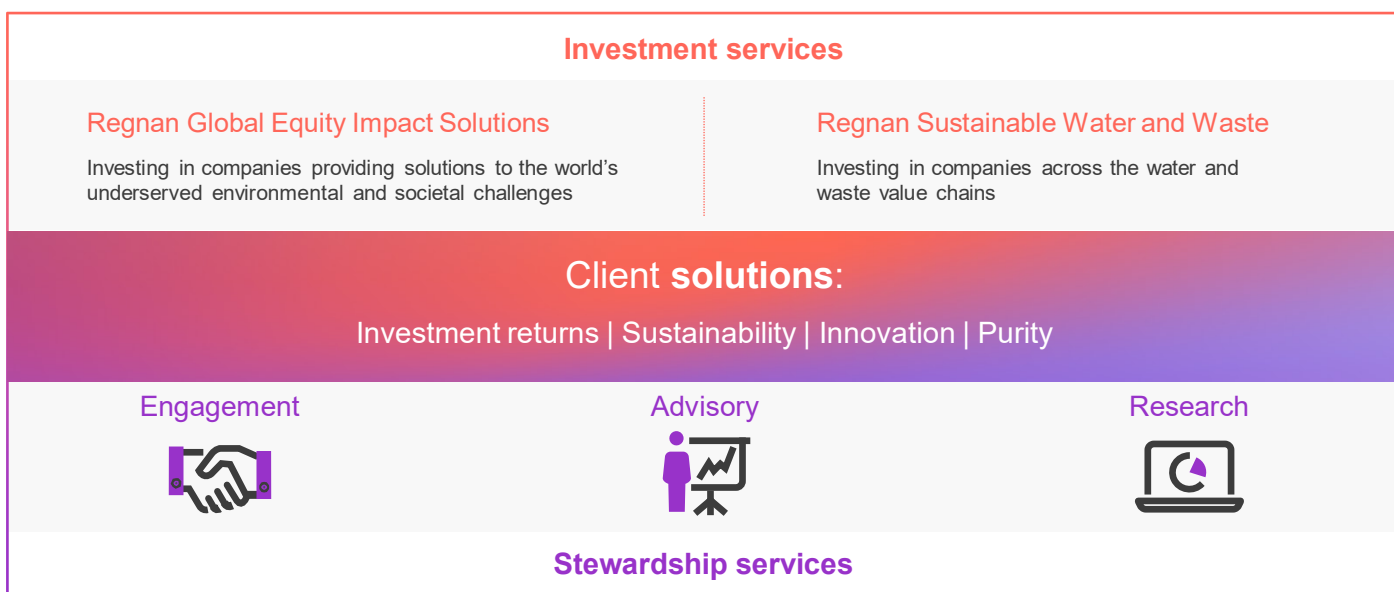 Investment services
Regnan Global Equity Impact Solutions
Investing in companies providing solutions to the world's
underserved environmental and societal challenges
Regnan Sustainable Water and Waste
Investing in companies across the water and
waste value chains
Client solutions:
Investment returns | Sustainability | Innovation | Purity
Engagement
Advisory
Research
Stewardship services